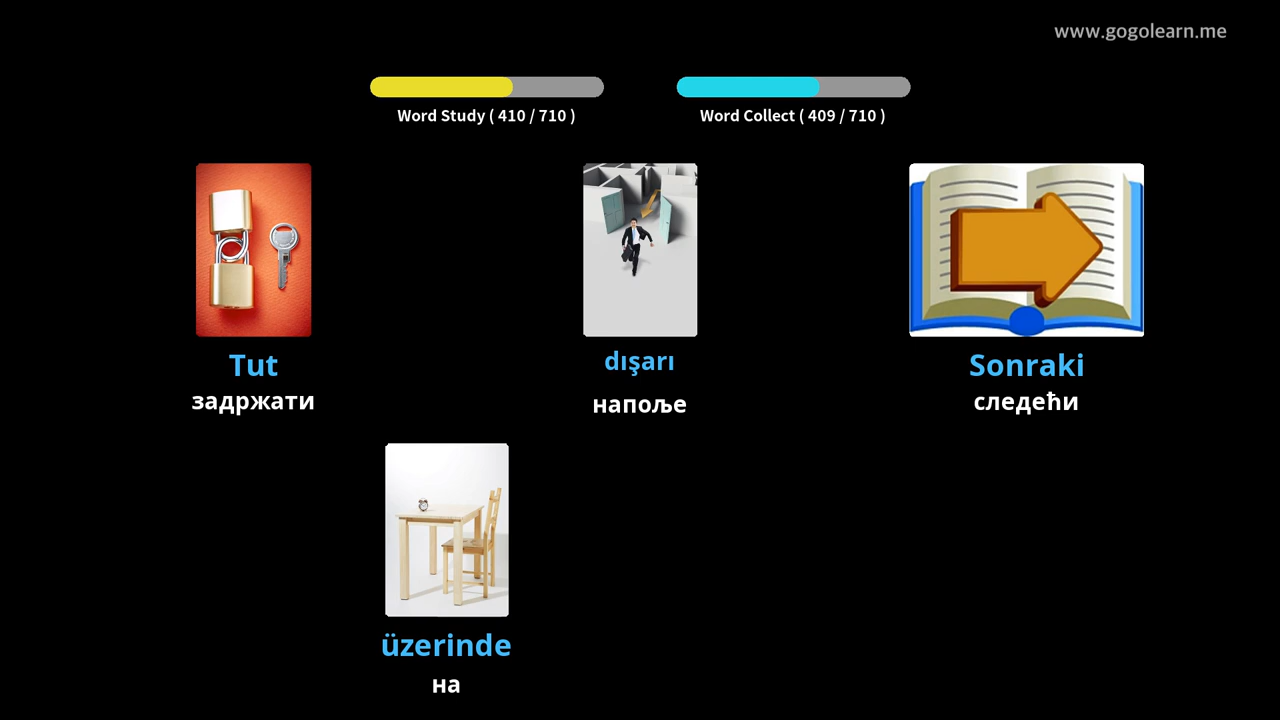 www.gogolearn.me
Word Study ( 410 / 710 )
Word Collect ( 409 / 710 )
Tut
задржати
dışarı
напоље
Sonraki
следећи
üzerinde
на